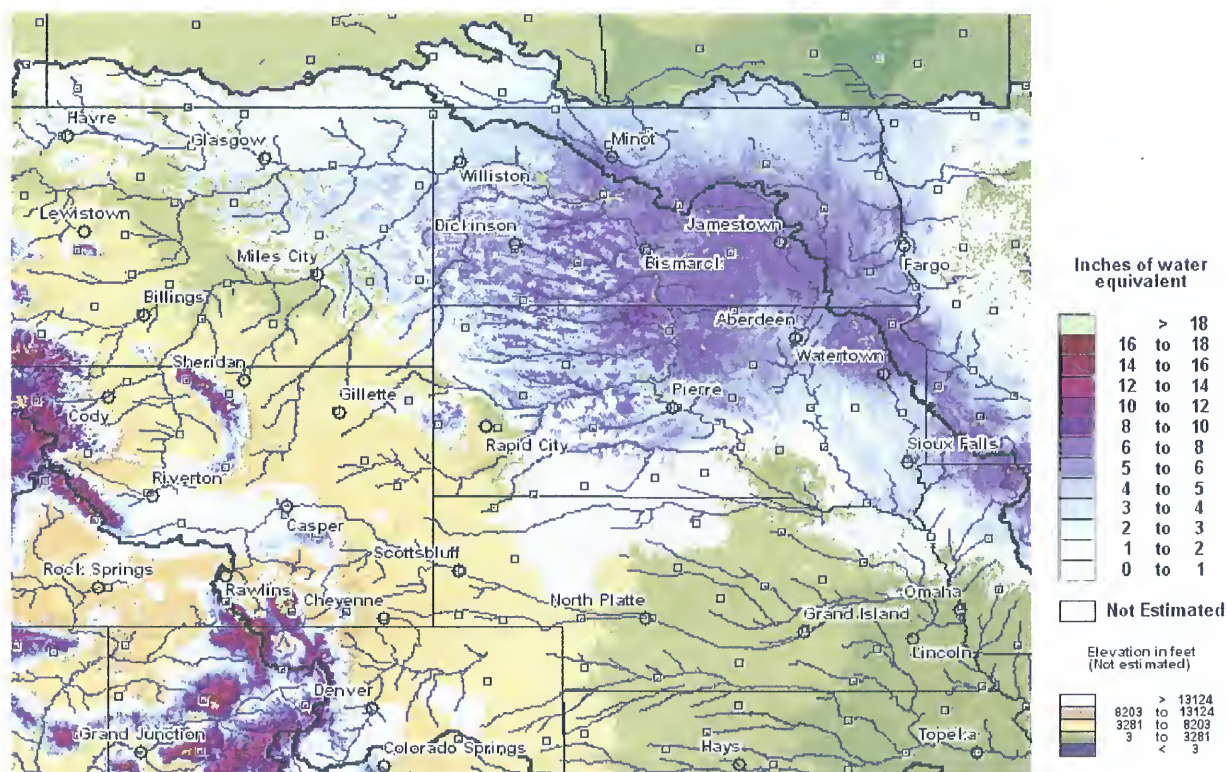 Havre
Glasgow
Minot
Williston
Lewistown
Dickinson
Jamestown
Miles City
Bismarck
Fargo
Billings
Aberdeen
Watertown
Sheridan
Pierre
Cody
Gillette
Rapid City
Sioux Falls
Riverton
Casper
Scottsbluff
Rock Springs
Rawlins
Cheyenne
North Platte
Omaha
Grand Island
Lincoln
Denver
Grand Junction
Colorado Springs
Hays
Topeka
Inches of water
equivalent
> 18
16 to 18
14 to 16
12 to 14
10 to 12
8 to 10
6 to 8
5 to 6
4 to 5
3 to 4
2 to 3
1 to 2
0 to 1
Not Estimated
Elevation in feet
(Not estimated)
> 13124
8203 to 13124
3281 to 8203
3 to 3281
< 3